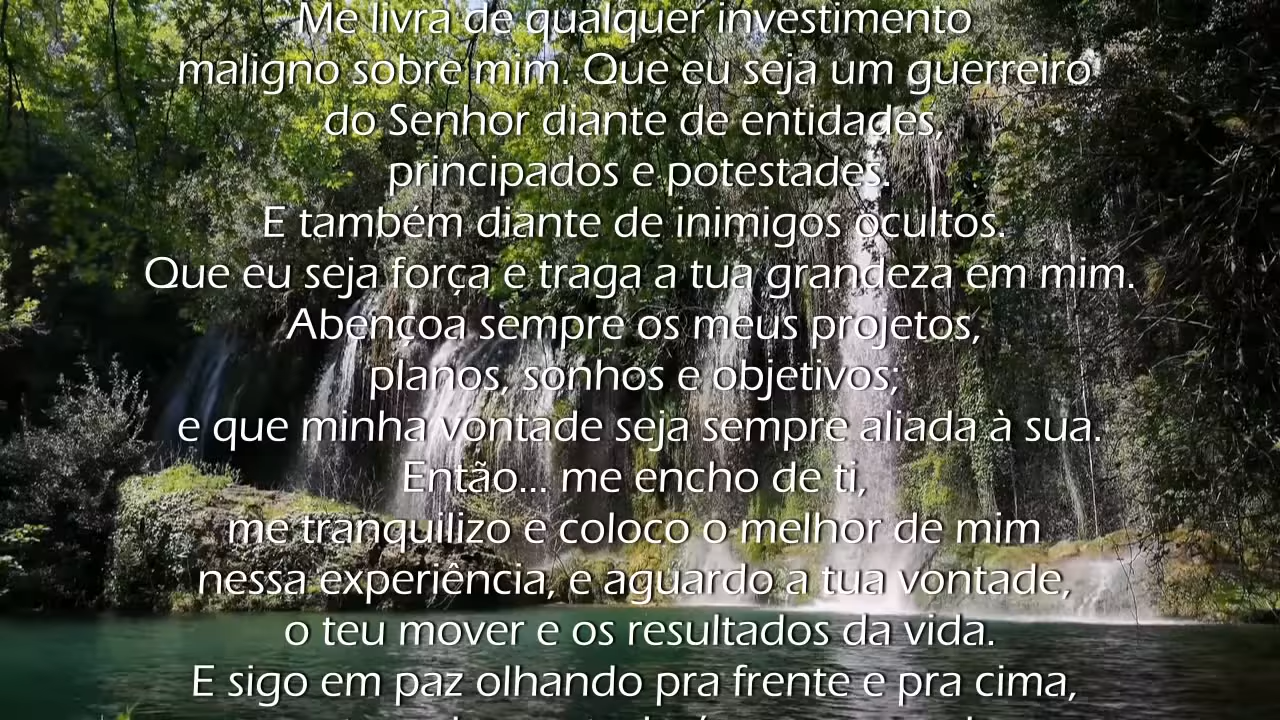 Me livra de qualquer investimento
maligno sobre mim. Que eu seja um guerreiro
do Senhor diante de entidades,
principados e potestades.
E também diante de inimigos ocultos.
Que eu seja força e traga a tua grandeza em mim.
Abençoa sempre os meus projetos,
planos, sonhos e objetivos;
e que minha vontade seja sempre aliada à sua.
Então... me encho de ti,
me tranquilizo e coloco o melhor de mim
nessa experiência, e aguardo a tua vontade,
o teu mover e os resultados da vida.
E sigo em paz olhando pra frente e pra cima,